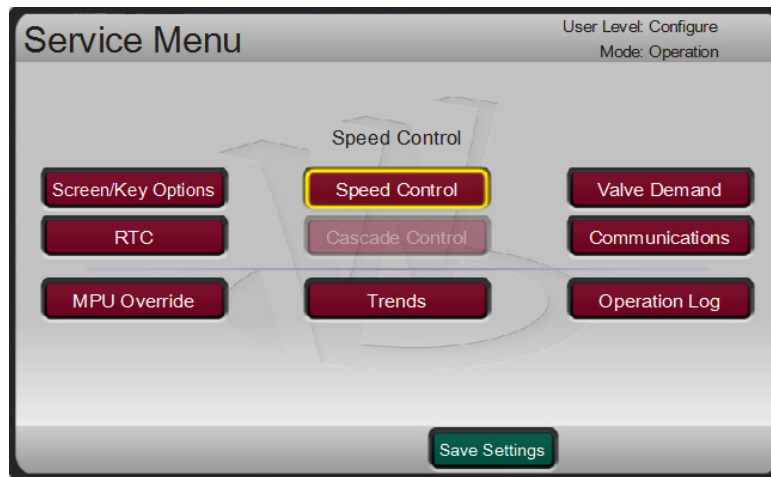 Service Menu
User Level: Configure
Mode: Operation
Speed Control
Screen/Key Options
Speed Control
Valve Demand
RTC
Cascade Control
Communications
MPU Override
Trends
Operation Log
Save Settings